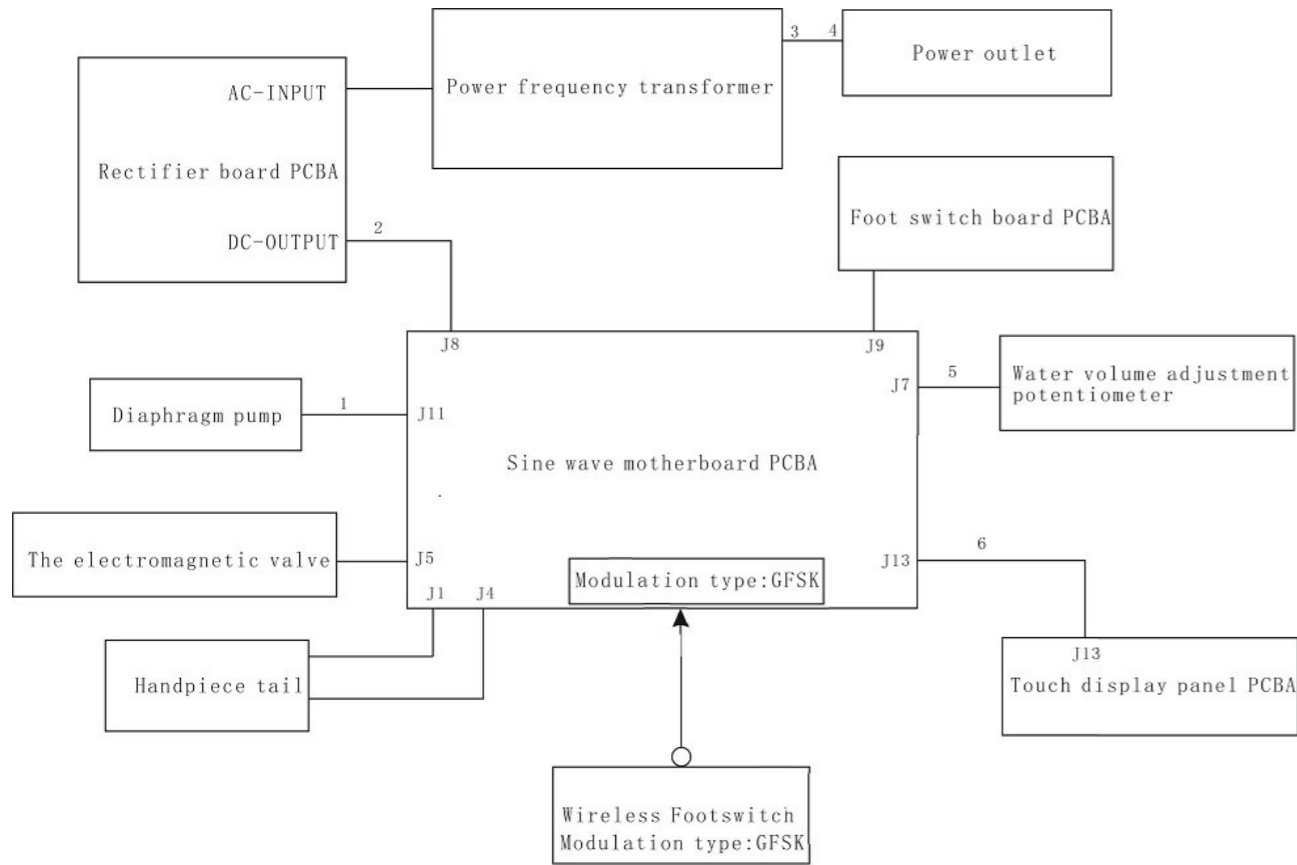 3
4
Power outlet
AC-INPUT
Power frequency transformer
Rectifier board PCBA
Foot switch board PCBA
2
DC-OUTPUT
J8
J9
J7
5
Water volume adjustment
potentiometer
Diaphragm pump
1
J11
Sine wave motherboard PCBA
The electromagnetic valve
J5
J13
6
Modulation type:GFSK
J1
J4
Handpiece tail
J13
Touch display panel PCBA
Wireless Footswitch
Modulation type:GFSK